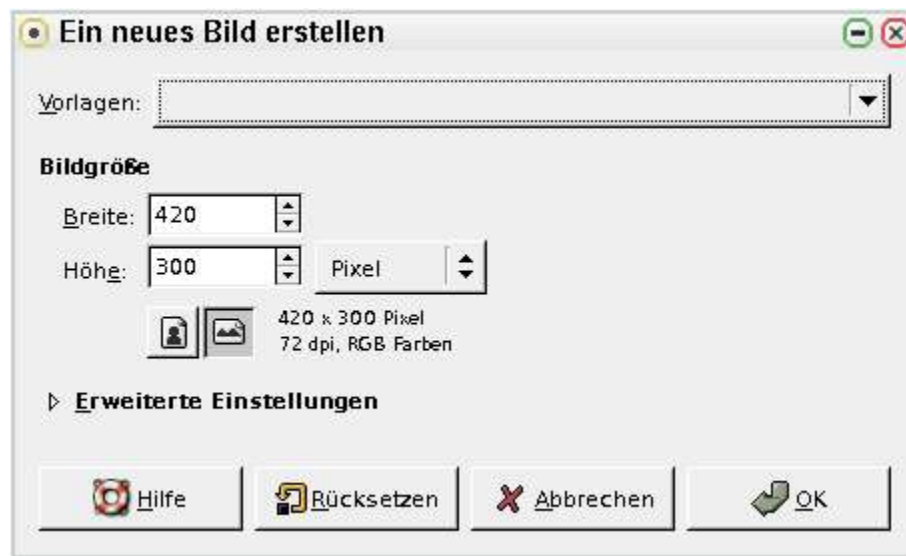 Ein neues Bild erstellen
Vorlagen:
Bildgröße
Breite: 420
Höhe: 300 Pixel
420 x 300 Pixel
72 dpi, RGB Farben
Erweiterte Einstellungen
Hilfe Rücksetzen Abbrechen OK